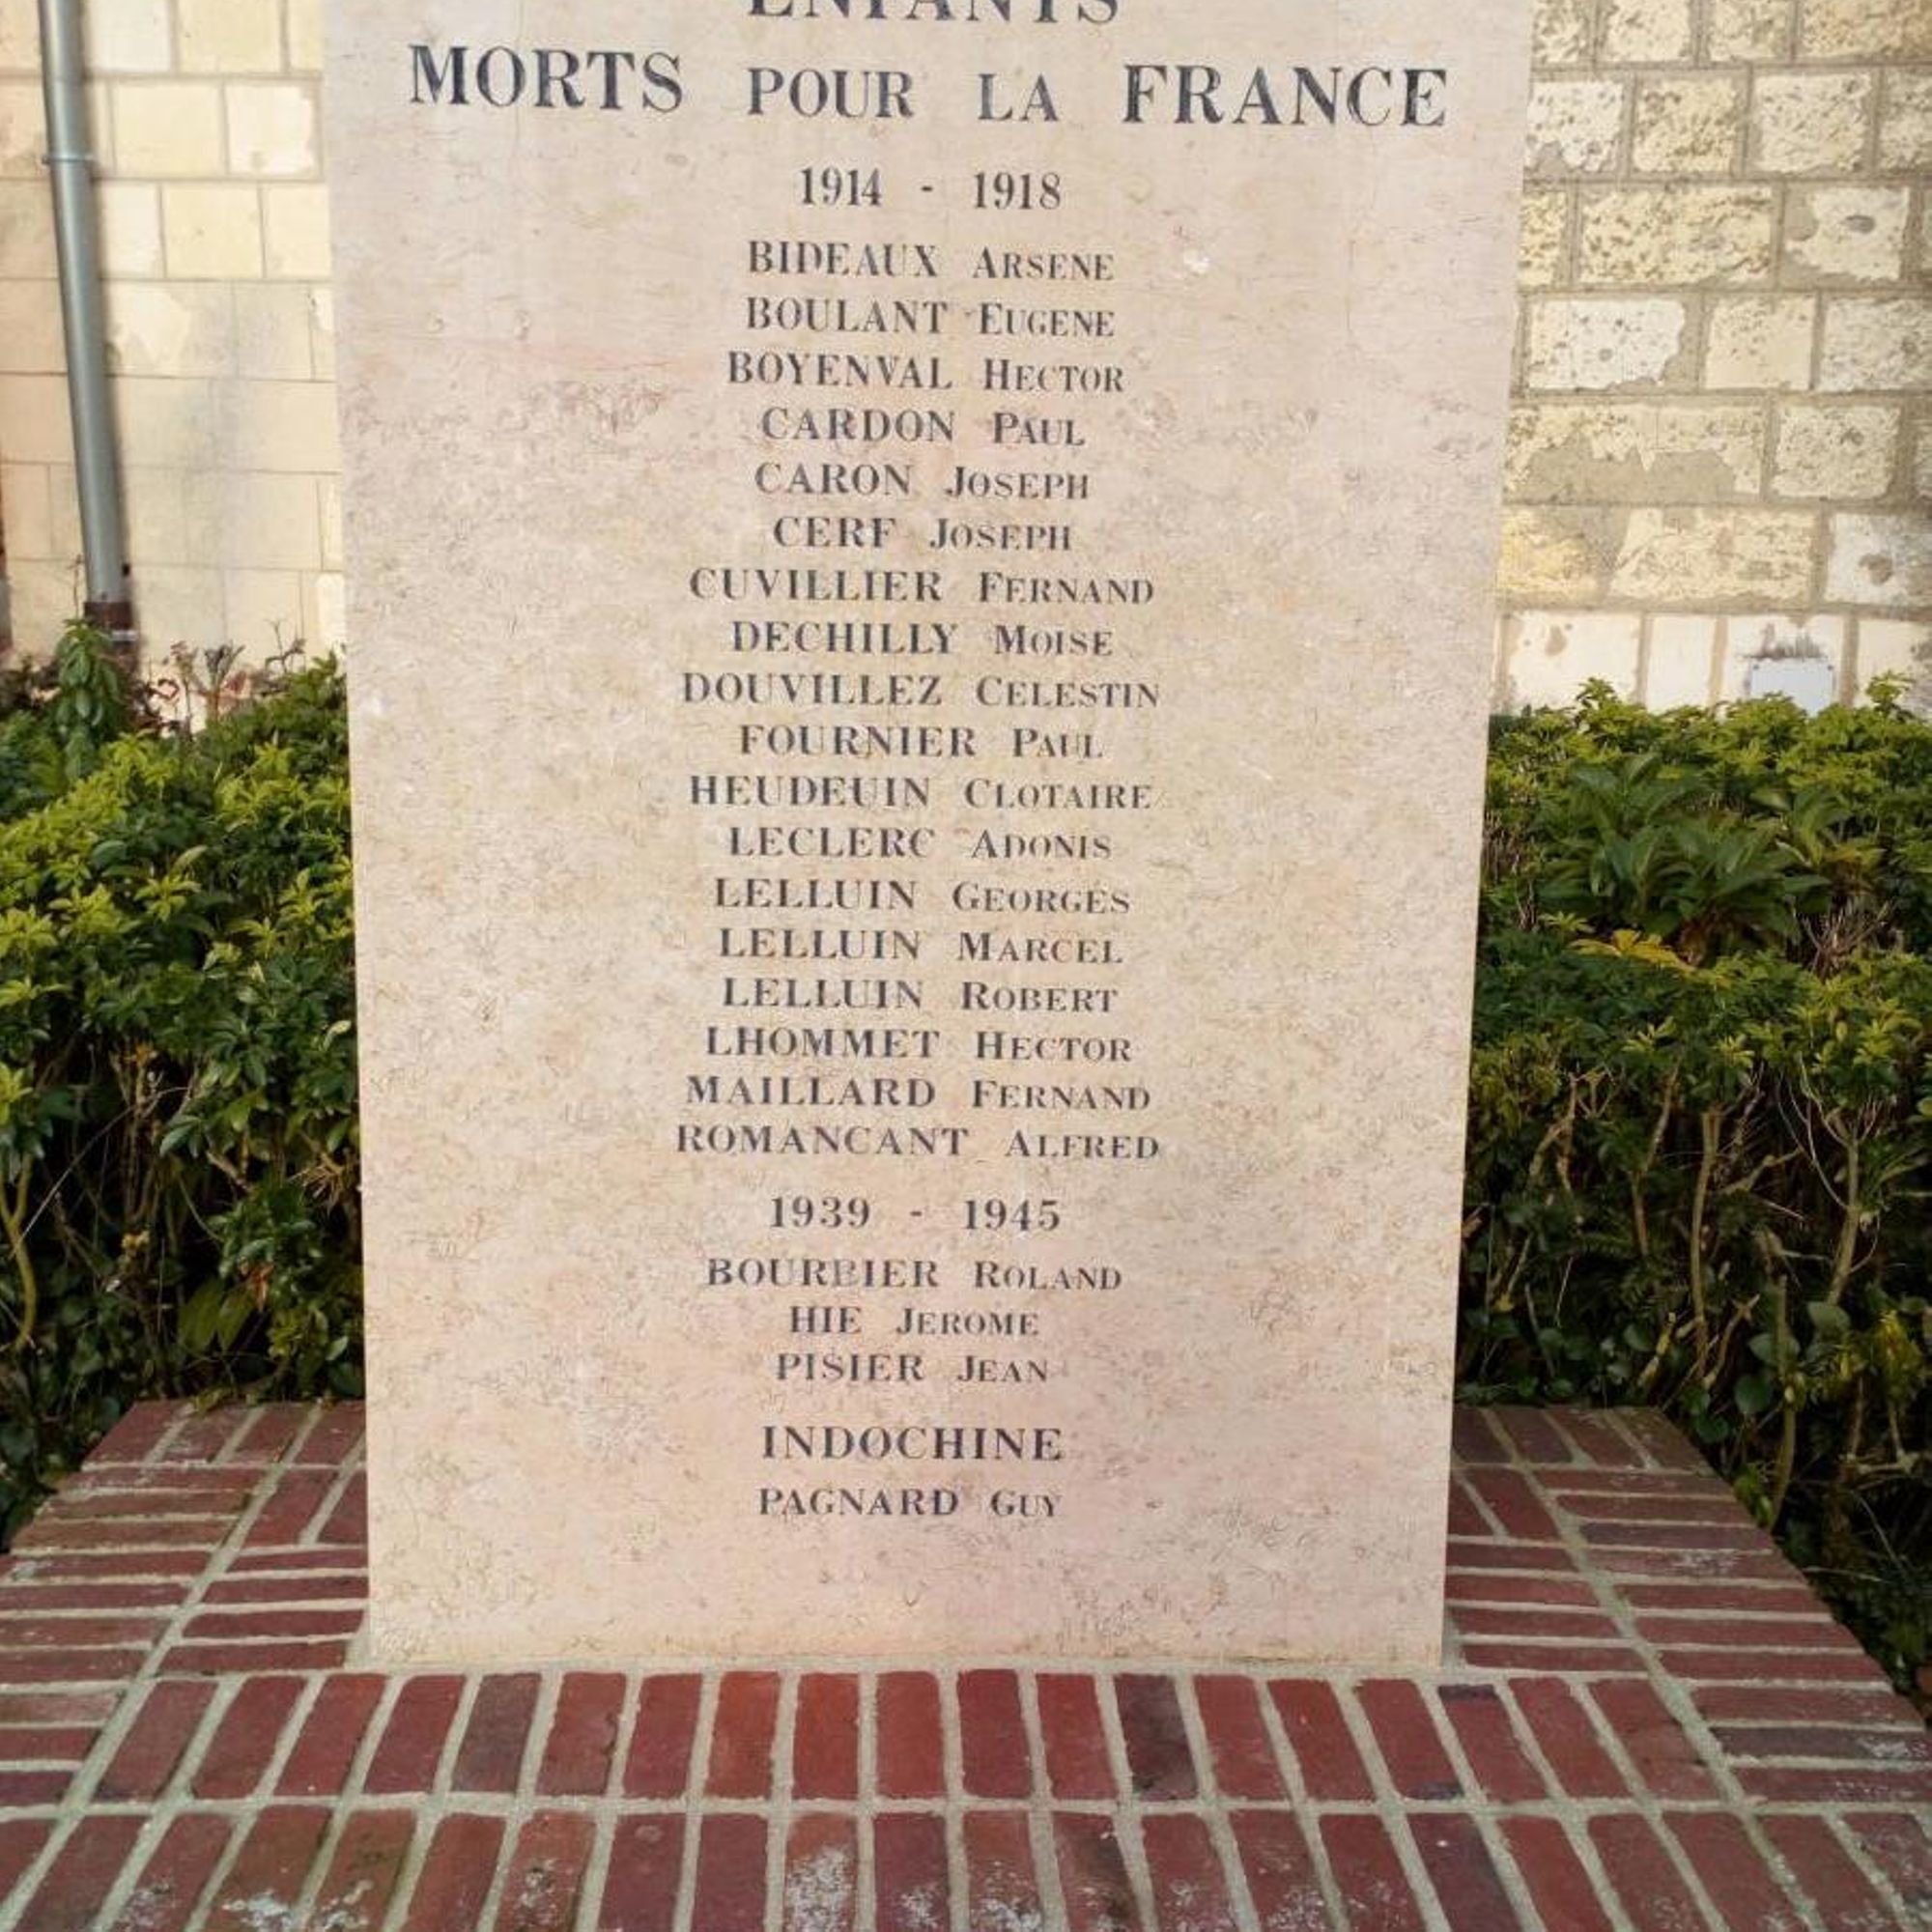 ENFANTS
MORTS POUR LA FRANCE
1914 - 1918
BIDEAUX ARSENE
BOULANT EUGENE
BOYENVAL HECTOR
CARDON PAUL
CARON JOSEPH
CERF JOSEPH
CUVILLIER FERNAND
DECHILLY MOISE
DOUVILLEZ CELESTIN
FOURNIER PAUL
HEUDEUIN CLOTAIRE
LECLERC ADONIS
LELLUIN GEORGES
LELLUIN MARCEL
LELLUIN ROBERT
LHOMMET HECTOR
MAILLARD FERNAND
ROMANCANT ALFRED
1939 - 1945
BOURBIER ROLAND
HIE JEROME
PISIER JEAN
INDOCHINE
PAGNARD GUY